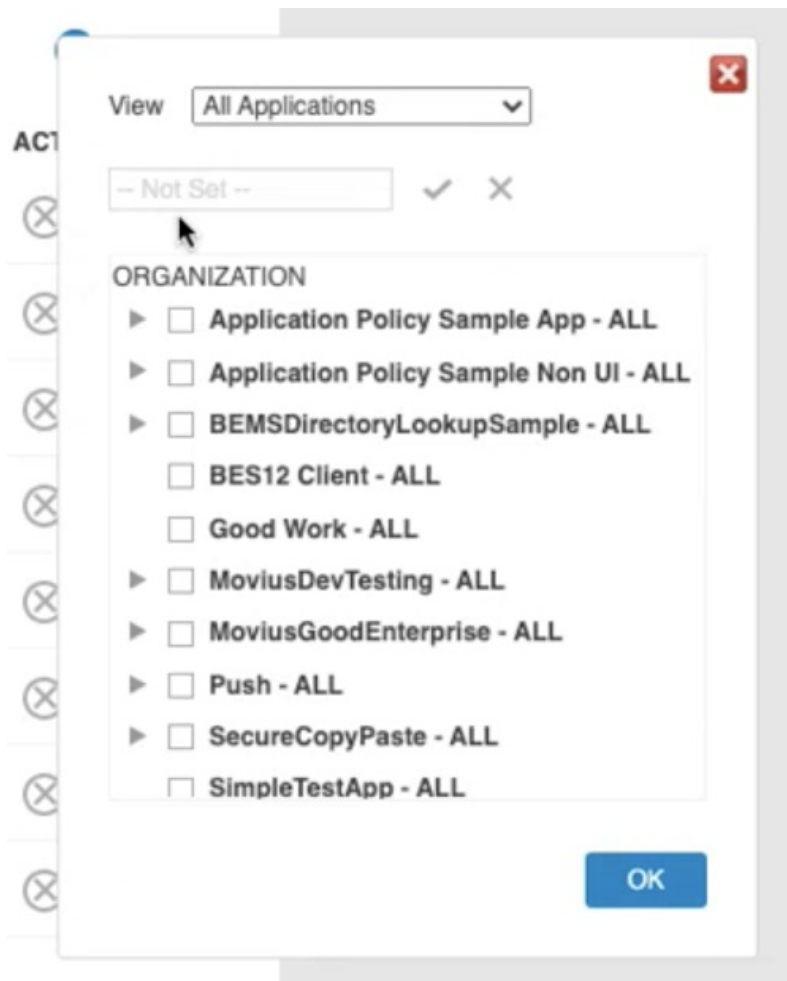 View All Applications
ACT
-- Not Set --
ORGANIZATION
Application Policy Sample App - ALL
Application Policy Sample Non UI - ALL
BEMSDirectoryLookupSample - ALL
BES12 Client - ALL
Good Work - ALL
MoviusDevTesting - ALL
MoviusGoodEnterprise - ALL
Push - ALL
SecureCopyPaste - ALL
SimpleTestApp - ALL
OK